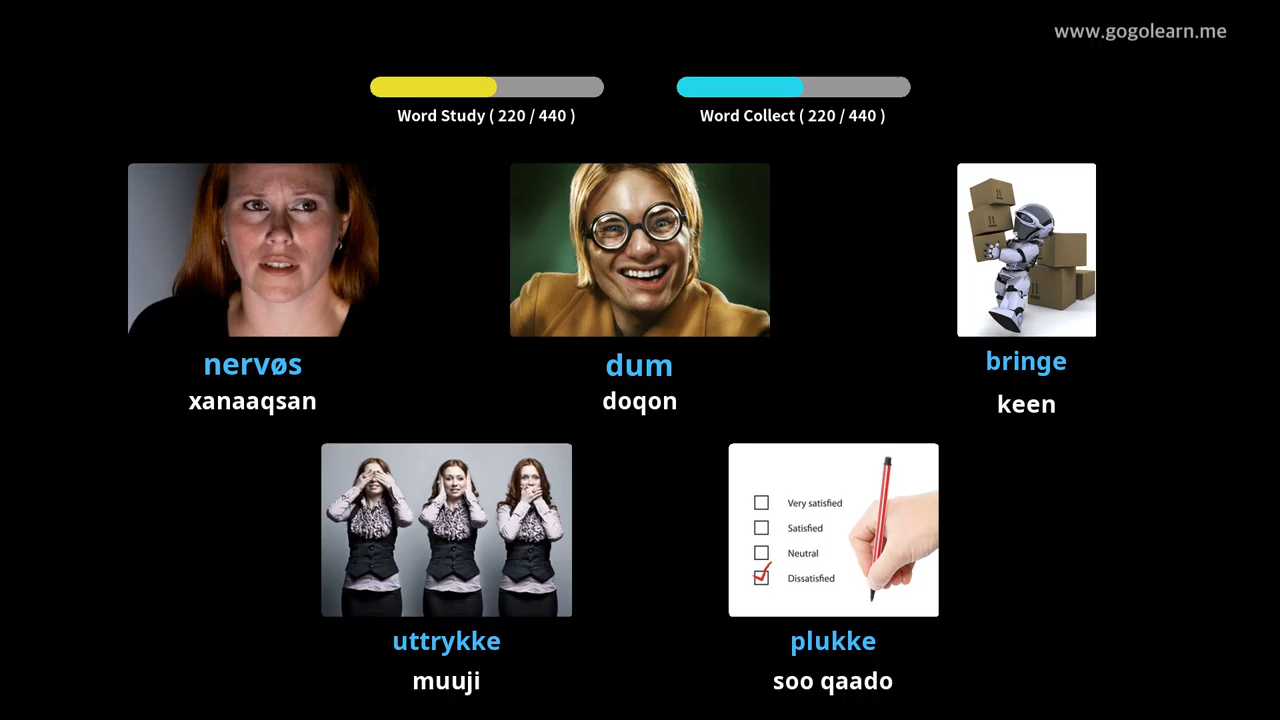 www.gogolearn.me
Word Study ( 220 / 440 )
Word Collect ( 220 / 440 )
nervøs
xanaaqsan
dum
doqon
bringe
keen
Very satisfied
Satisfied
Neutral
Dissatisfied
uttrykke
muuji
plukke
soo qaado